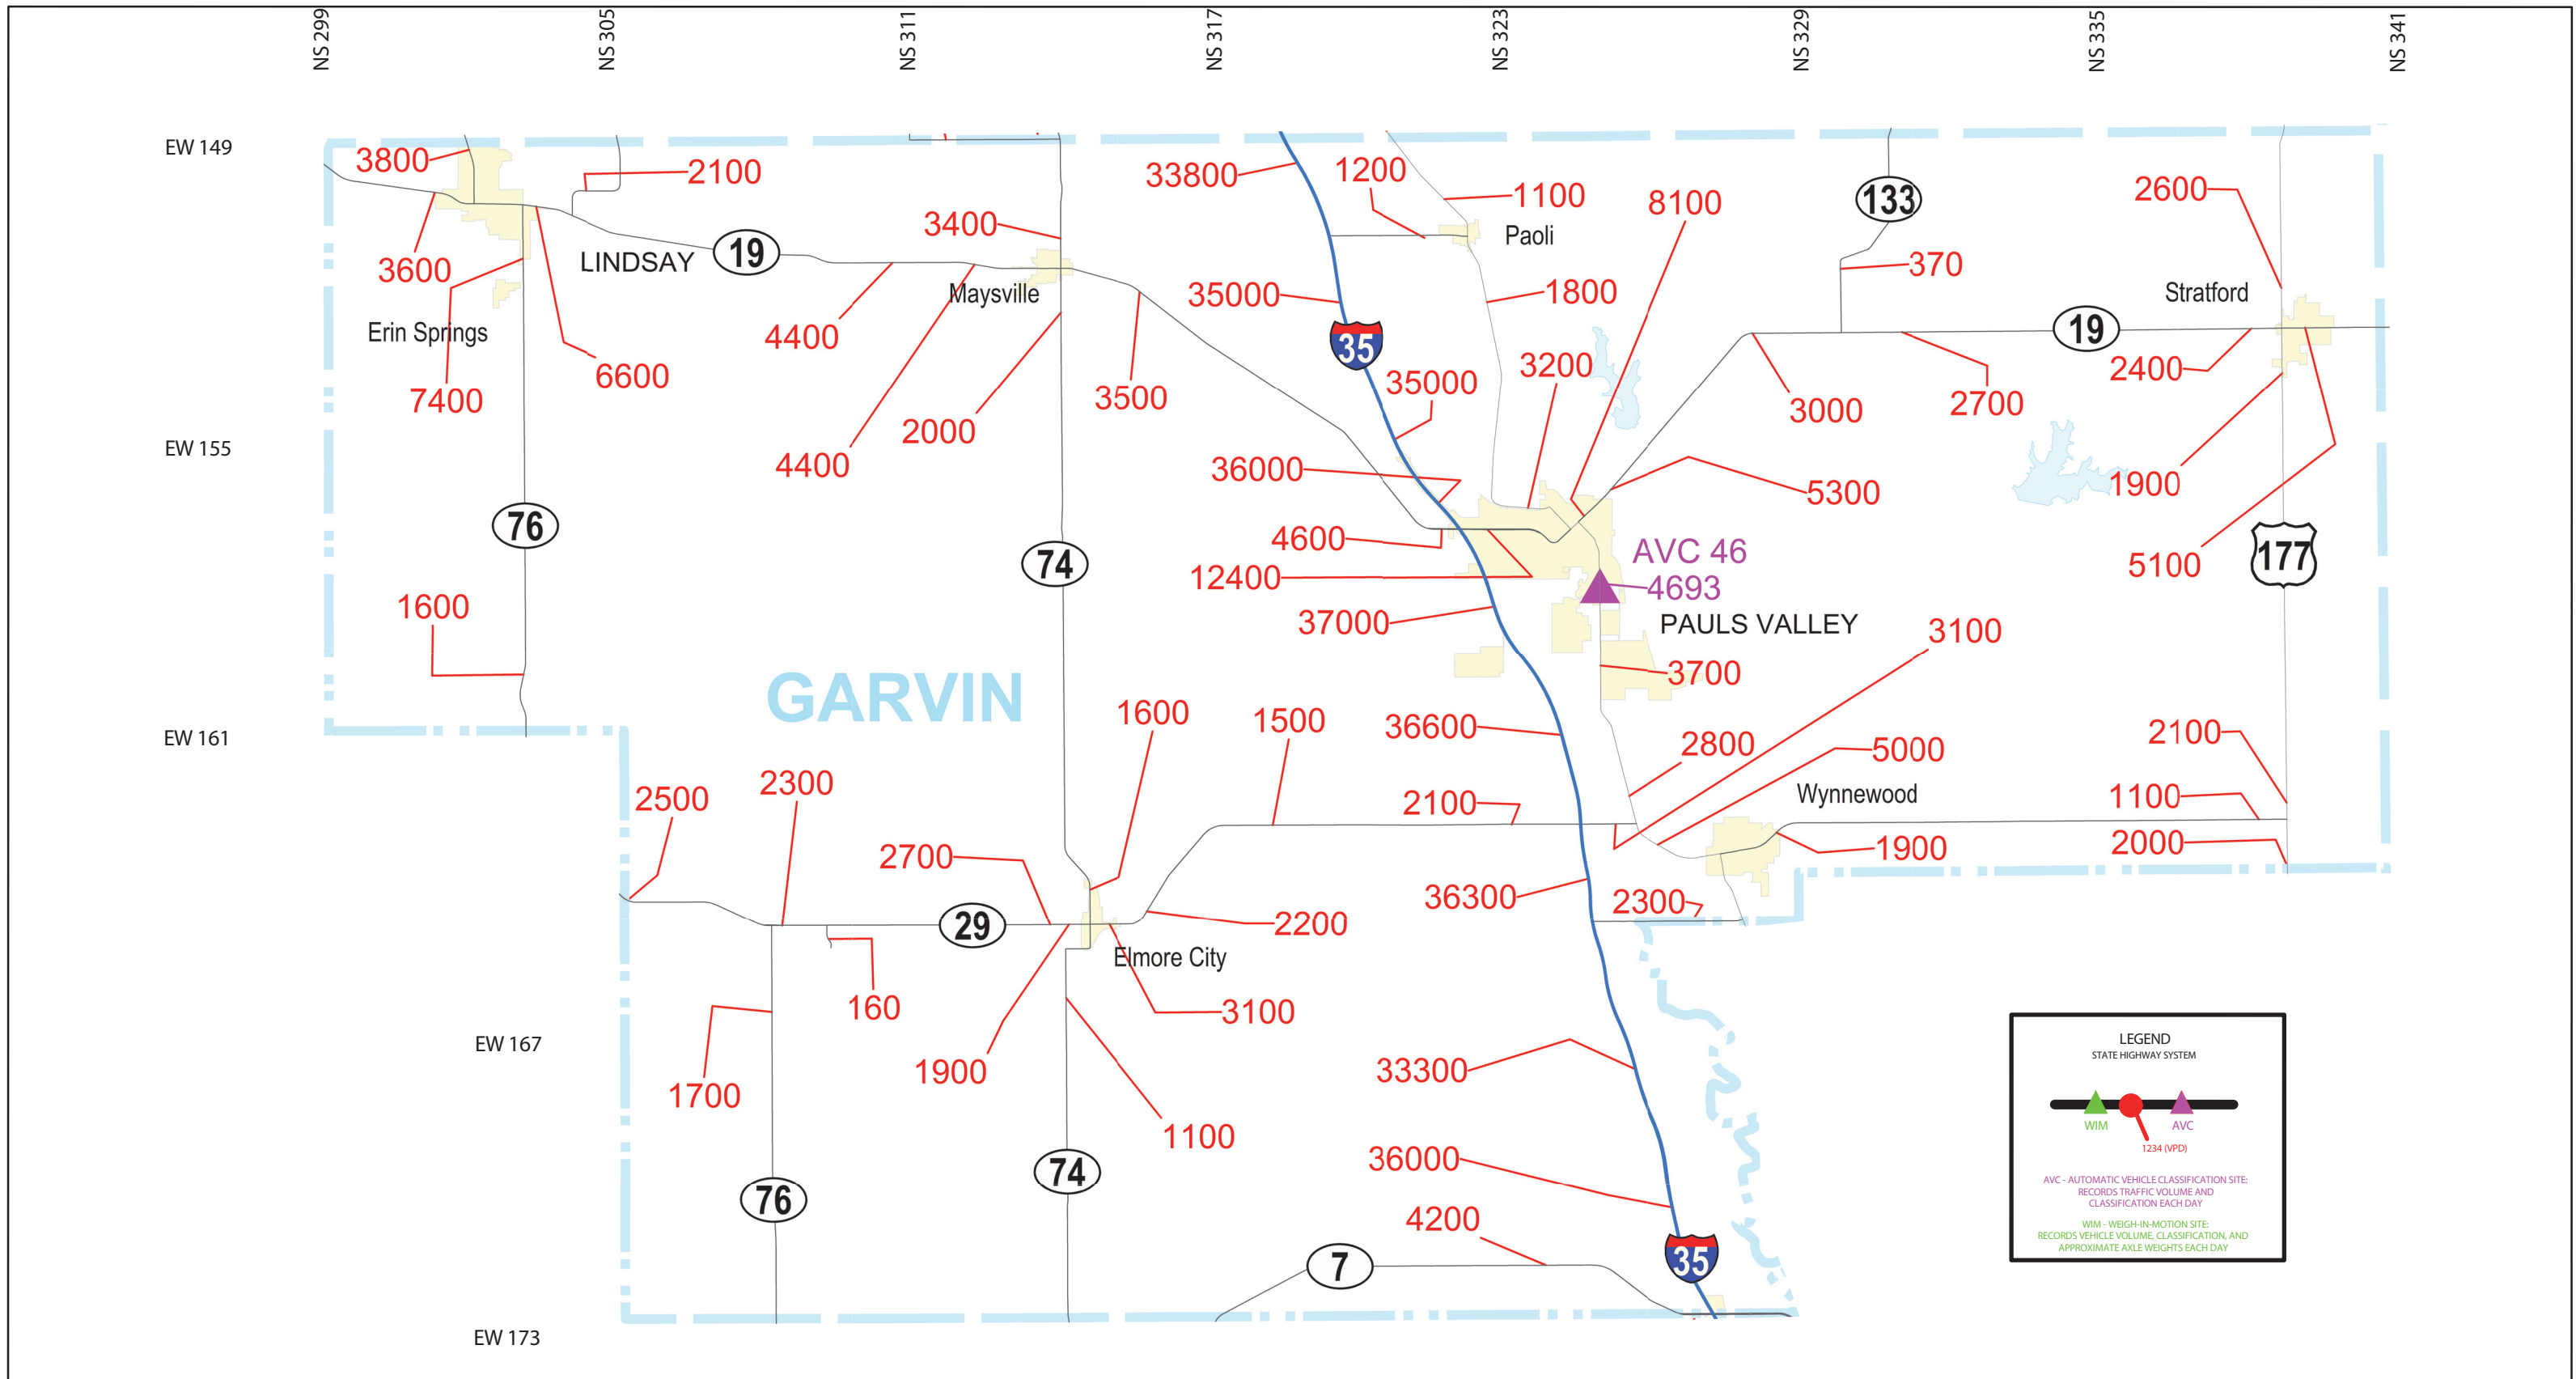 NS 299
NS 305
NS 311
NS 317
NS 323
NS 329
NS 335
NS 341
EW 149
3800
2100
33800
1200
1100
8100
133
2600
3400
Paoli
3600
LINDSAY
19
370
Maysville
35000
1800
Stratford
Erin Springs
4400
35
19
6600
3200
2400
7400
3500
35000
3000
2700
2000
EW 155
4400
36000
5300
1900
76
4600
74
AVC 46
177
5100
12400
4693
1600
37000
PAULS VALLEY
3100
3700
GARVIN
1600
1500
36600
EW 161
2800
5000
2100
2500
2300
2100
Wynnewood
1100
2700
1900
2000
36300
2300
29
2200
Elmore City
160
3100
EW 167
1900
33300
1700
1100
36000
74
76
4200
7
35
EW 173
LEGEND
STATE HIGHWAY SYSTEM
WIM
AVC
1234 (VPD)
AVC - AUTOMATIC VEHICLE CLASSIFICATION SITE:
RECORDS TRAFFIC VOLUME AND
CLASSIFICATION EACH DAY
WIM - WEIGH-IN-MOTION SITE:
RECORDS VEHICLE VOLUME, CLASSIFICATION, AND
APPROXIMATE AXLE WEIGHTS EACH DAY